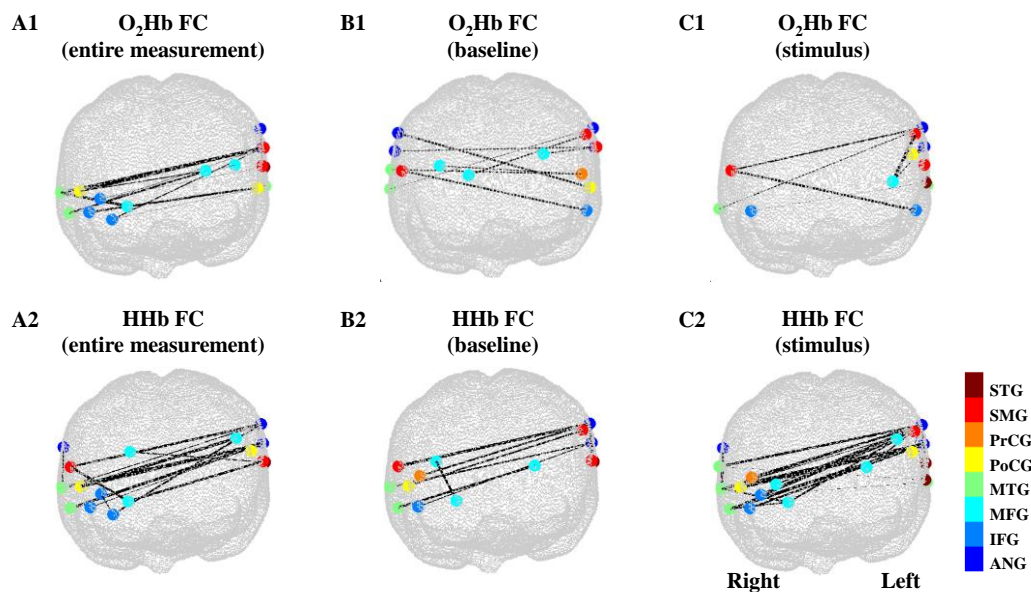 A1 O₂Hb FC
(entire measurement)
B1 O₂Hb FC
(baseline)
C1 O₂Hb FC
(stimulus)
A2 HHb FC
(entire measurement)
B2 HHb FC
(baseline)
C2 HHb FC
(stimulus)
STG
SMG
PrCG
PoCG
MTG
MFG
IFG
ANG
Right Left